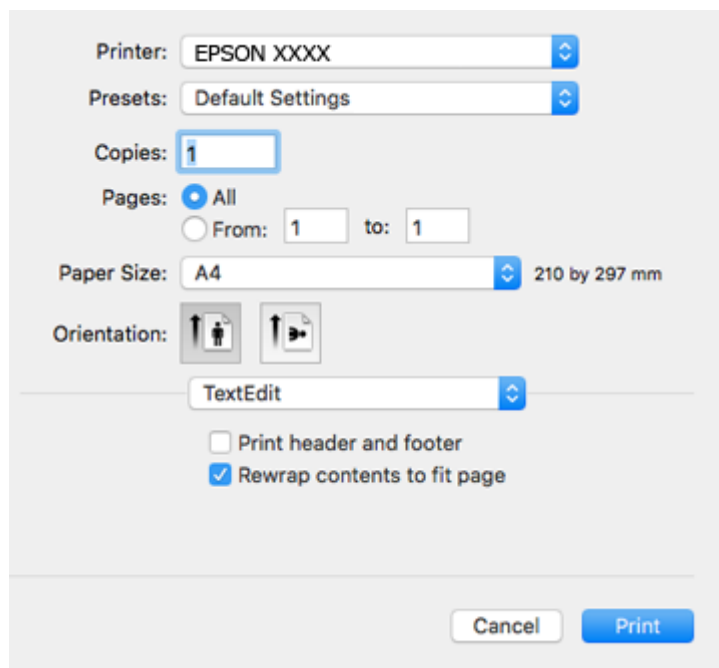 Printer: EPSON XXXX
Presets: Default Settings
Copies: 1
Pages: All
From: 1 to: 1
Paper Size: A4 210 by 297 mm
Orientation:
TextEdit
Print header and footer
Rewrap contents to fit page
Cancel Print